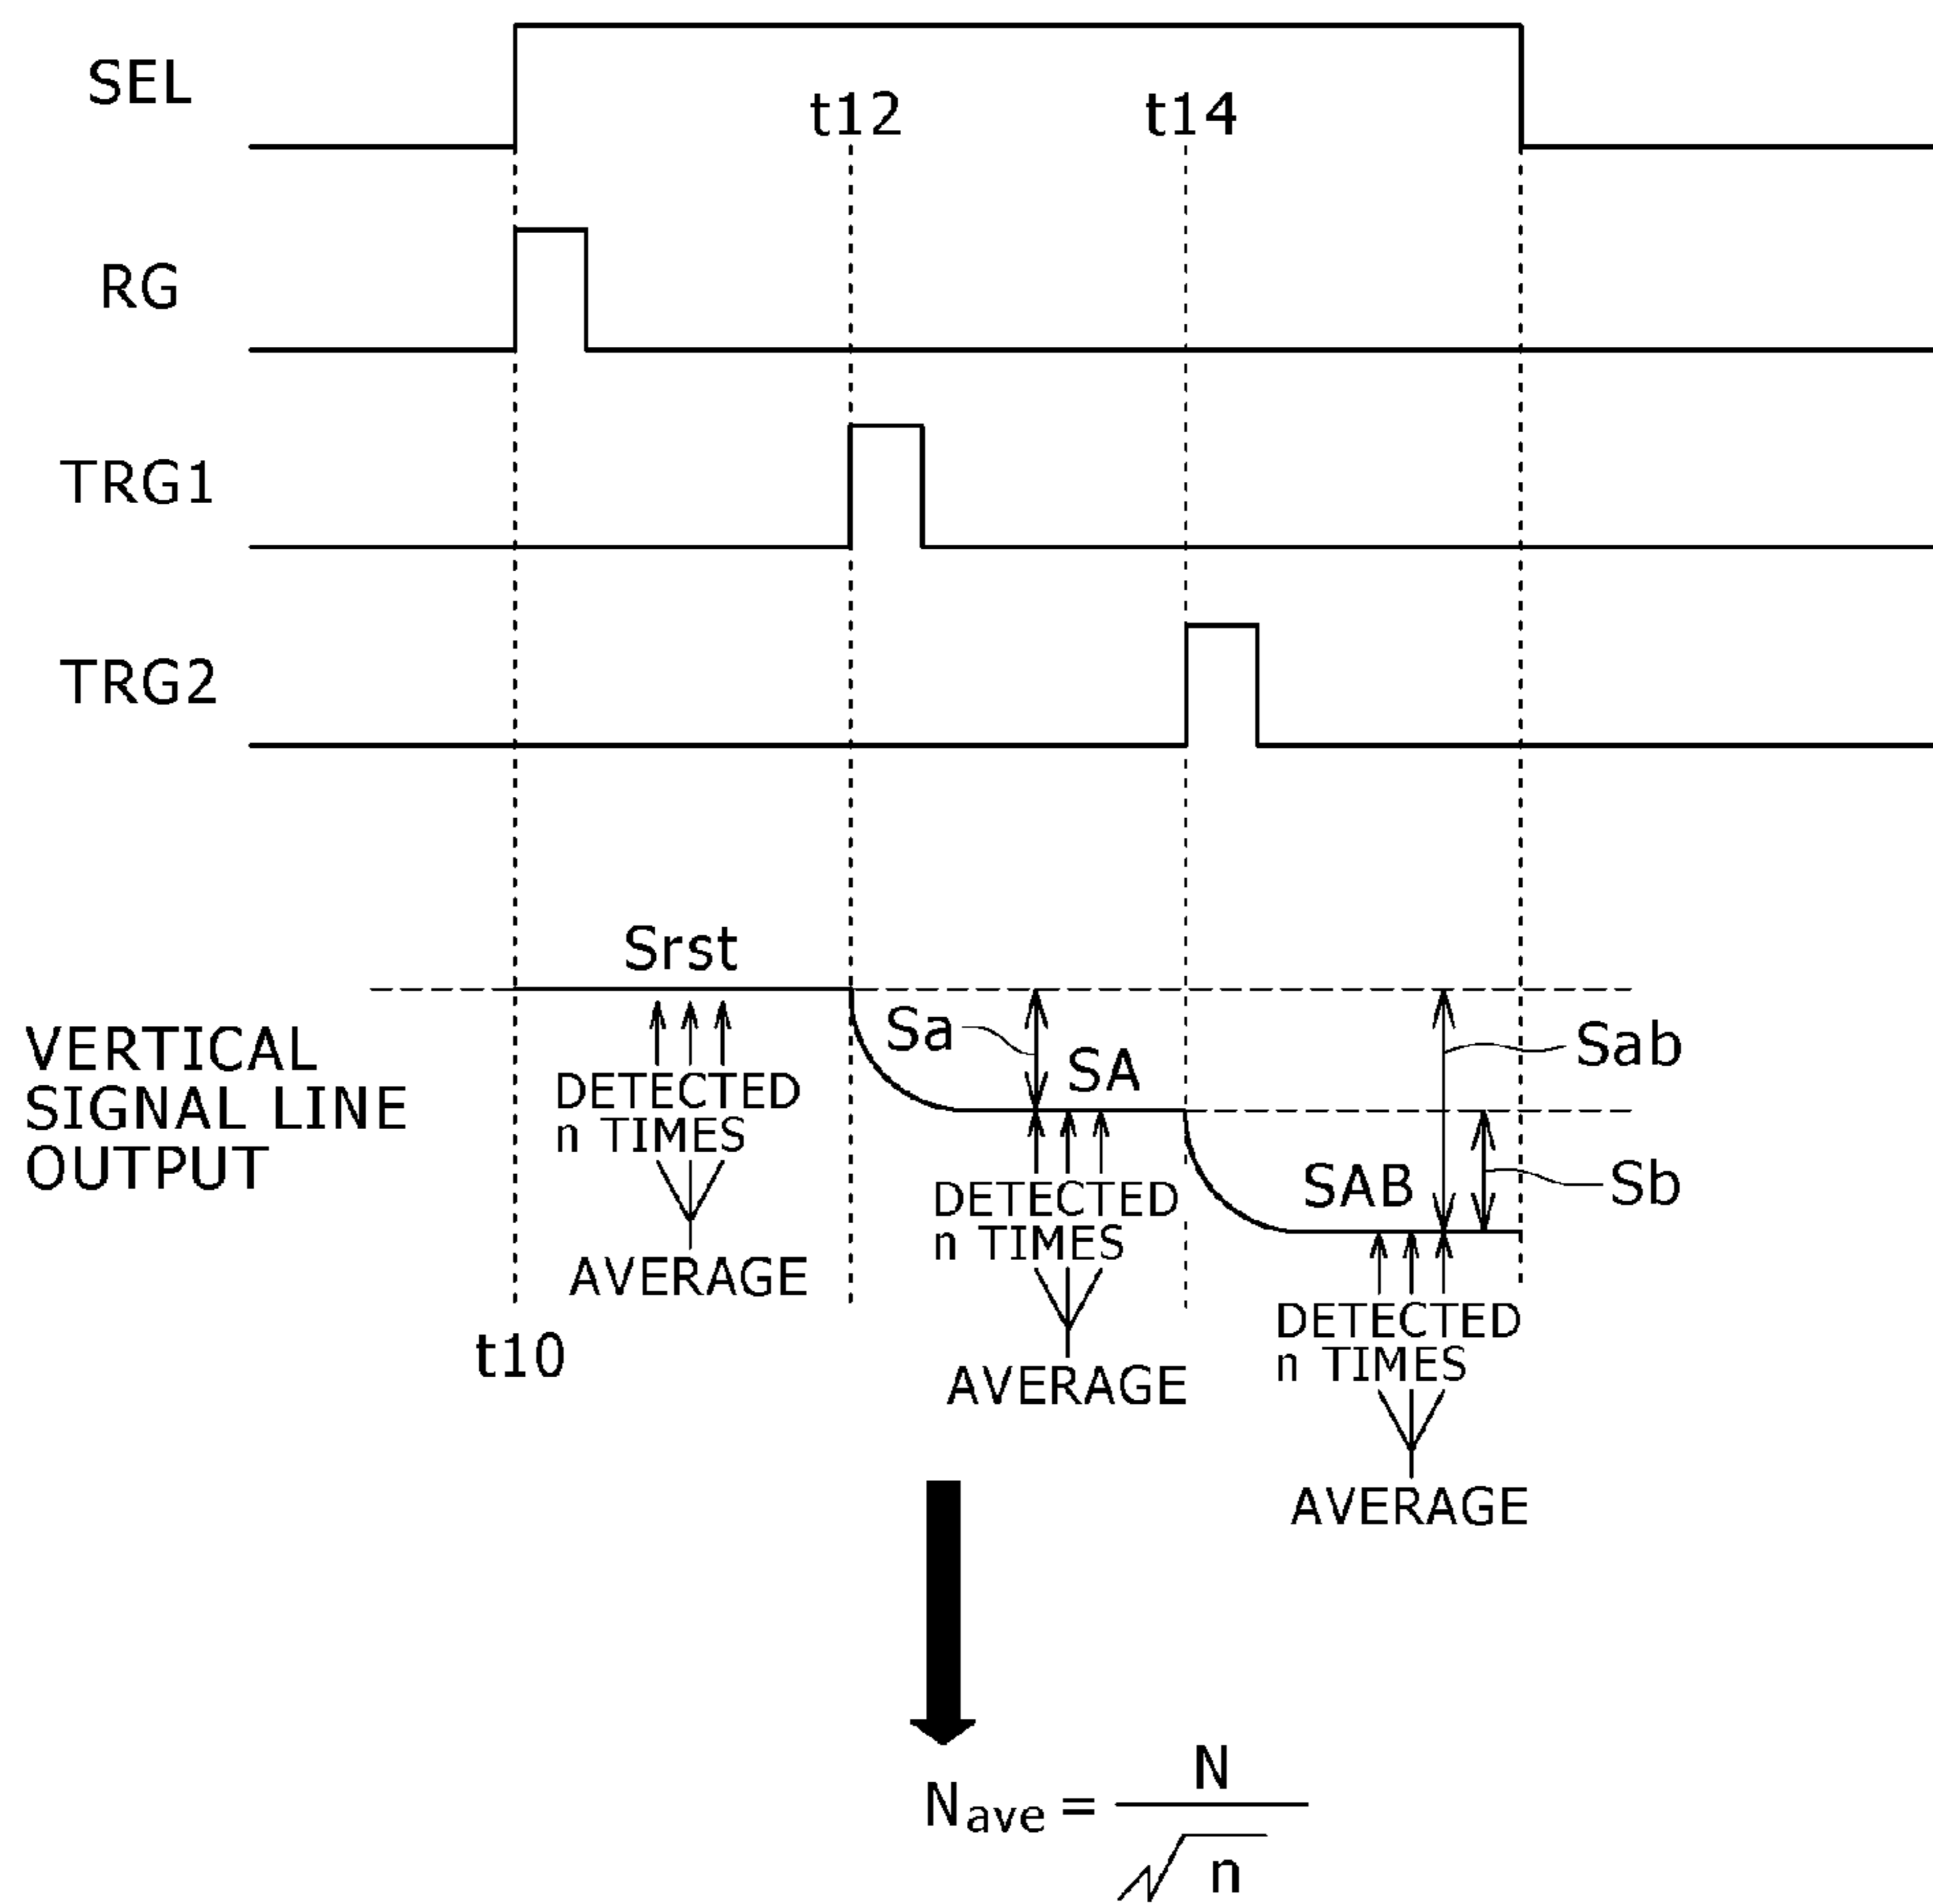 SEL
t12
t14
RG
TRG1
TRG2
Srst
Sa
SA
Sab
VERTICAL
SIGNAL LINE
OUTPUT
DETECTED
n TIMES
AVERAGE
SAB
Sb
DETECTED
n TIMES
AVERAGE
DETECTED
n TIMES
AVERAGE
t10
Nave = N / √n